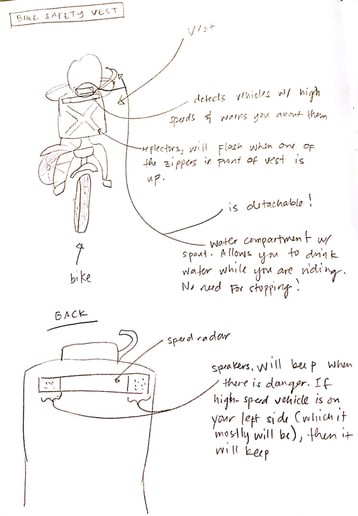 BIKE SAFETY VEST
Vest
detects vehicles w/ high
speeds & warns you about them
reflectors, will flash when one of
the zippers in front of vest is
up.
is detachable!
water compartment w/
spout. Allows you to drink
water while you are riding.
No need for stopping!
bike
BACK
speed radar
speakers. will beep when
there is danger. If
high-speed vehicle is on
your left side (which it
mostly will be), then it
will beep